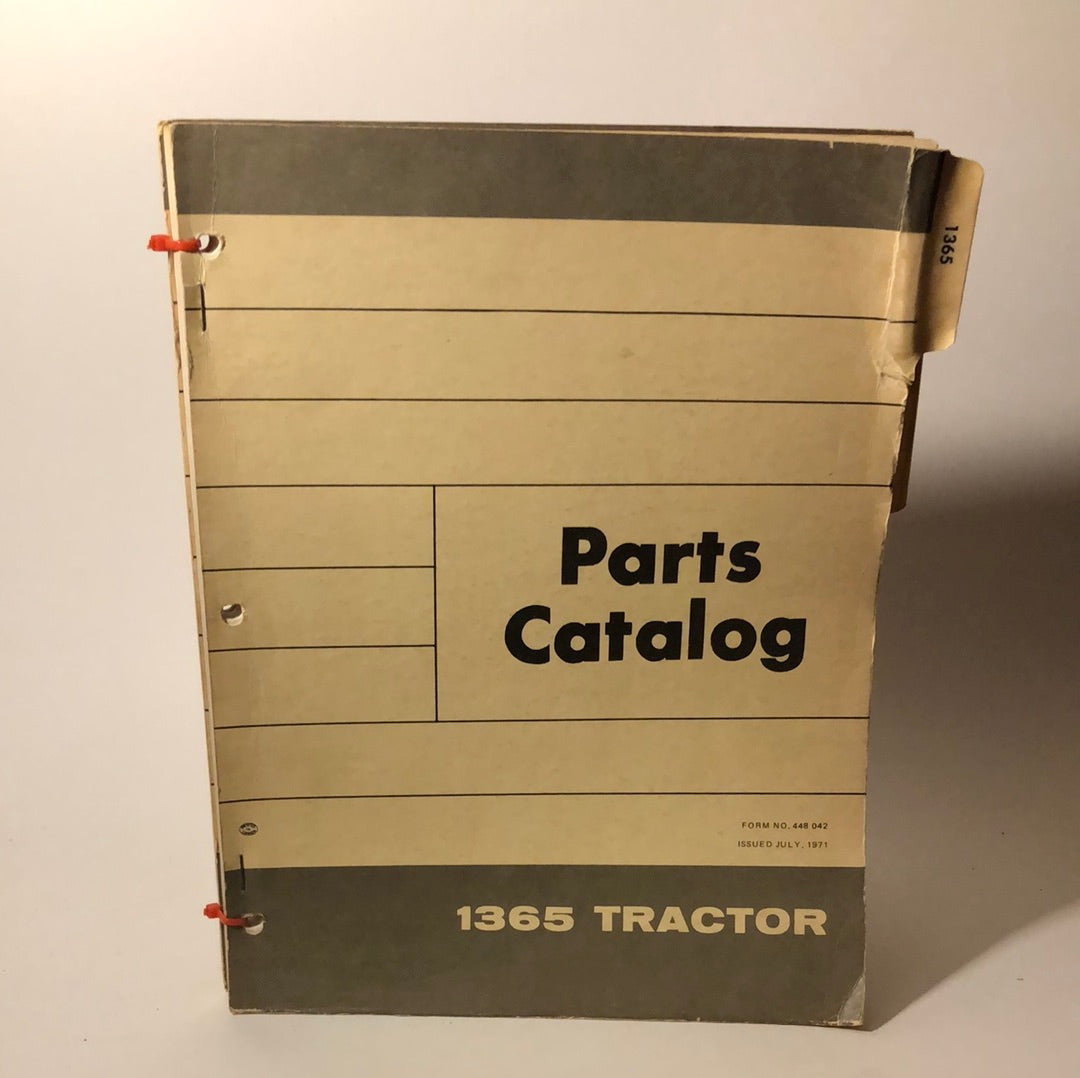 1365
Parts
Catalog
FORM NO. 448 042
ISSUED JULY, 1971
1365 TRACTOR